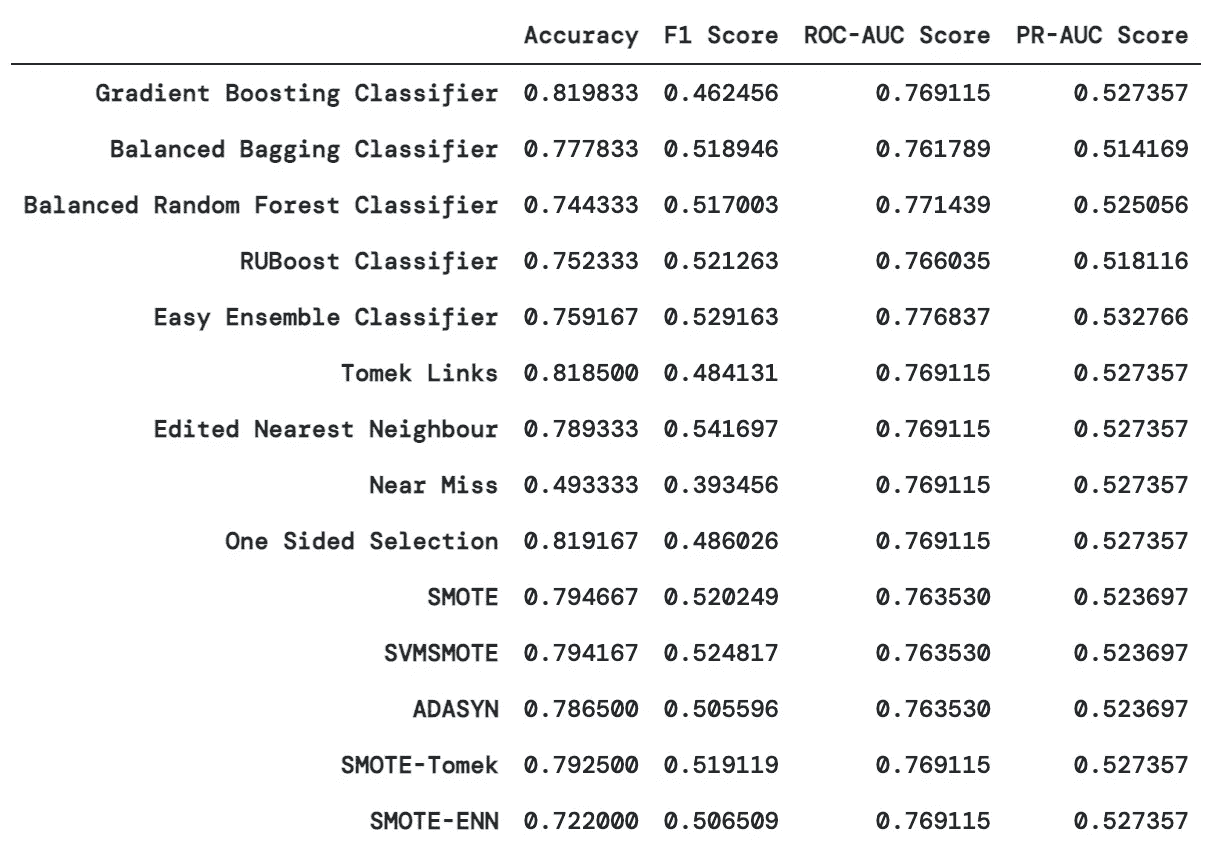 Accuracy F1 Score ROC-AUC Score PR-AUC Score
Gradient Boosting Classifier 0.819833 0.462456 0.769115 0.527357
Balanced Bagging Classifier 0.777833 0.518946 0.761789 0.514169
Balanced Random Forest Classifier 0.744333 0.517003 0.771439 0.525056
RUBoost Classifier 0.752333 0.521263 0.766035 0.518116
Easy Ensemble Classifier 0.759167 0.529163 0.776837 0.532766
Tomek Links 0.818500 0.484131 0.769115 0.527357
Edited Nearest Neighbour 0.789333 0.541697 0.769115 0.527357
Near Miss 0.493333 0.393456 0.769115 0.527357
One Sided Selection 0.819167 0.486026 0.769115 0.527357
SMOTE 0.794667 0.520249 0.763530 0.523697
SVMSMOTE 0.794167 0.524817 0.763530 0.523697
ADASYN 0.786500 0.505596 0.763530 0.523697
SMOTE-Tomek 0.792500 0.519119 0.769115 0.527357
SMOTE-ENN 0.722000 0.506509 0.769115 0.527357